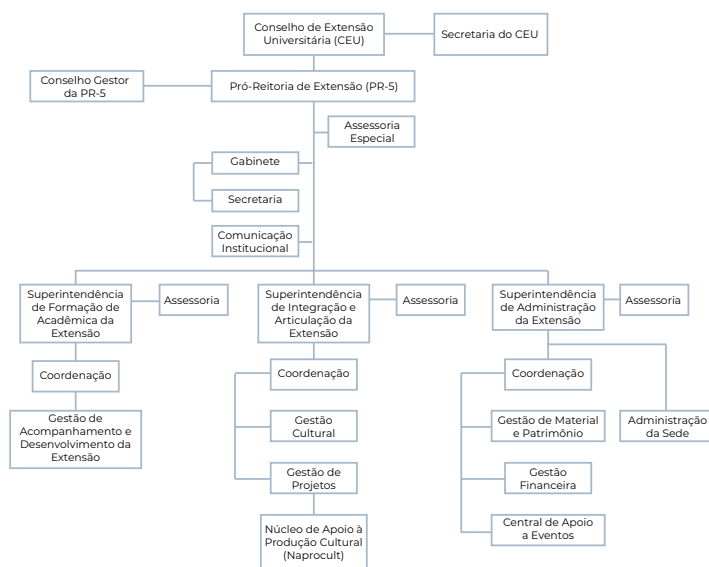 Conselho de Extensão
Universitária (CEU)
Secretaria do CEU
Conselho Gestor
da PR-5
Pró-Reitoria de Extensão (PR-5)
Assessoria
Especial
Gabinete
Secretaria
Comunicação
Institucional
Superintendência
de Formação de
Acadêmica da
Extensão
Assessoria
Superintendência
de Integração e
Articulação da
Extensão
Assessoria
Superintendência
de Administração
da Extensão
Assessoria
Coordenação
Gestão de
Acompanhamento e
Desenvolvimento da
Extensão
Coordenação
Gestão
Cultural
Gestão de
Projetos
Núcleo de Apoio à
Produção Cultural
(Naprocult)
Coordenação
Gestão de Material
e Patrimônio
Administração
da Sede
Gestão
Financeira
Central de Apoio
a Eventos